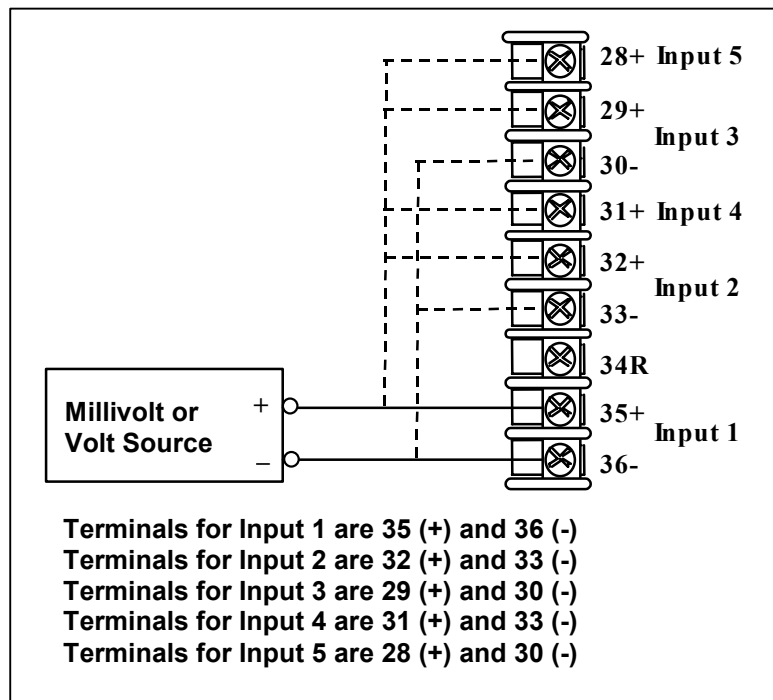 28+ Input 5
29+
Input 3
30-
31+ Input 4
32+
Input 2
33-
34R
Millivolt or
Volt Source
+
–
35+
Input 1
36-
Terminals for Input 1 are 35 (+) and 36 (-)
Terminals for Input 2 are 32 (+) and 33 (-)
Terminals for Input 3 are 29 (+) and 30 (-)
Terminals for Input 4 are 31 (+) and 33 (-)
Terminals for Input 5 are 28 (+) and 30 (-)